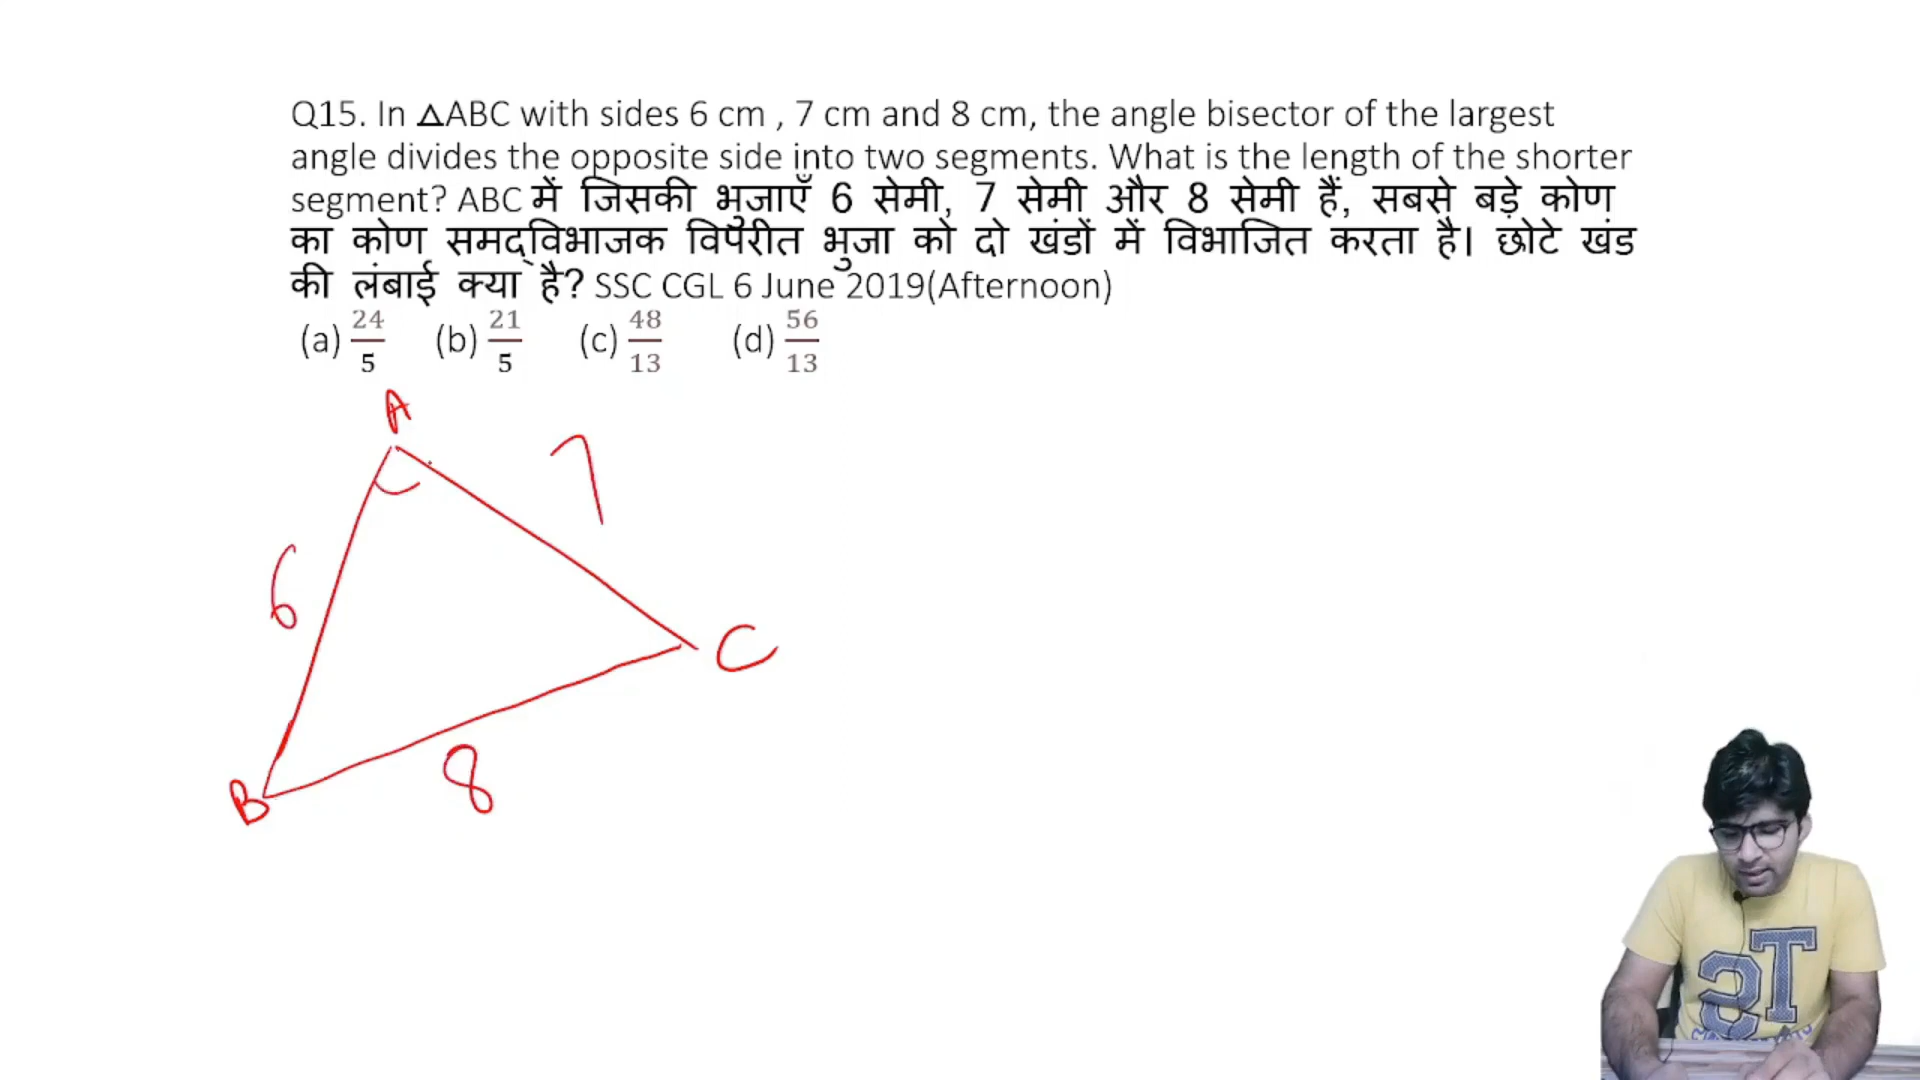 Q15. In △ABC with sides 6 cm , 7 cm and 8 cm, the angle bisector of the largest
angle divides the opposite side into two segments. What is the length of the shorter
segment? ABC में जिसकी भुजाएँ 6 सेमी, 7 सेमी और 8 सेमी हैं, सबसे बड़े कोण
का कोण समद्विभाजक विपरीत भुजा को दो खंडों में विभाजित करता है। छोटे खंड
की लंबाई क्या है? SSC CGL 6 June 2019(Afternoon)
(a) 24/5 (b) 21/5 (c) 48/13 (d) 56/13
A
7
6
C
8
B